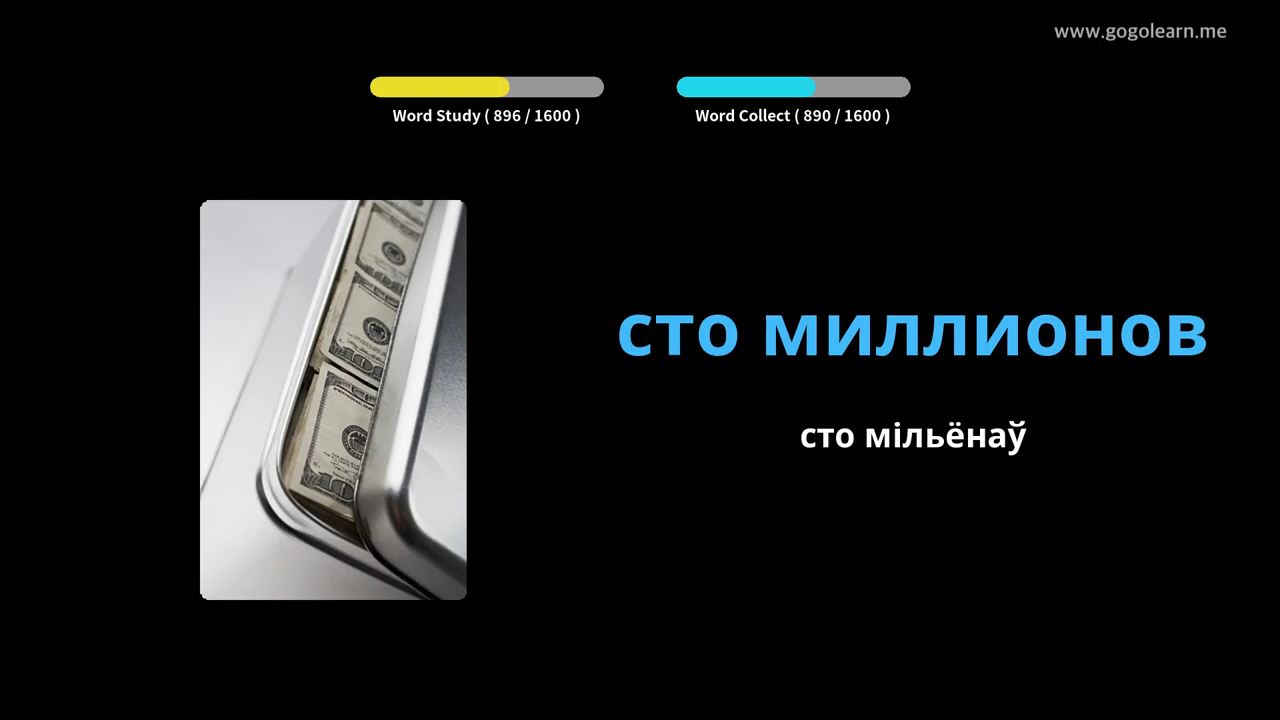 www.gogolearn.me
Word Study ( 896 / 1600 )
Word Collect ( 890 / 1600 )
сто миллионов
сто мільёнаў